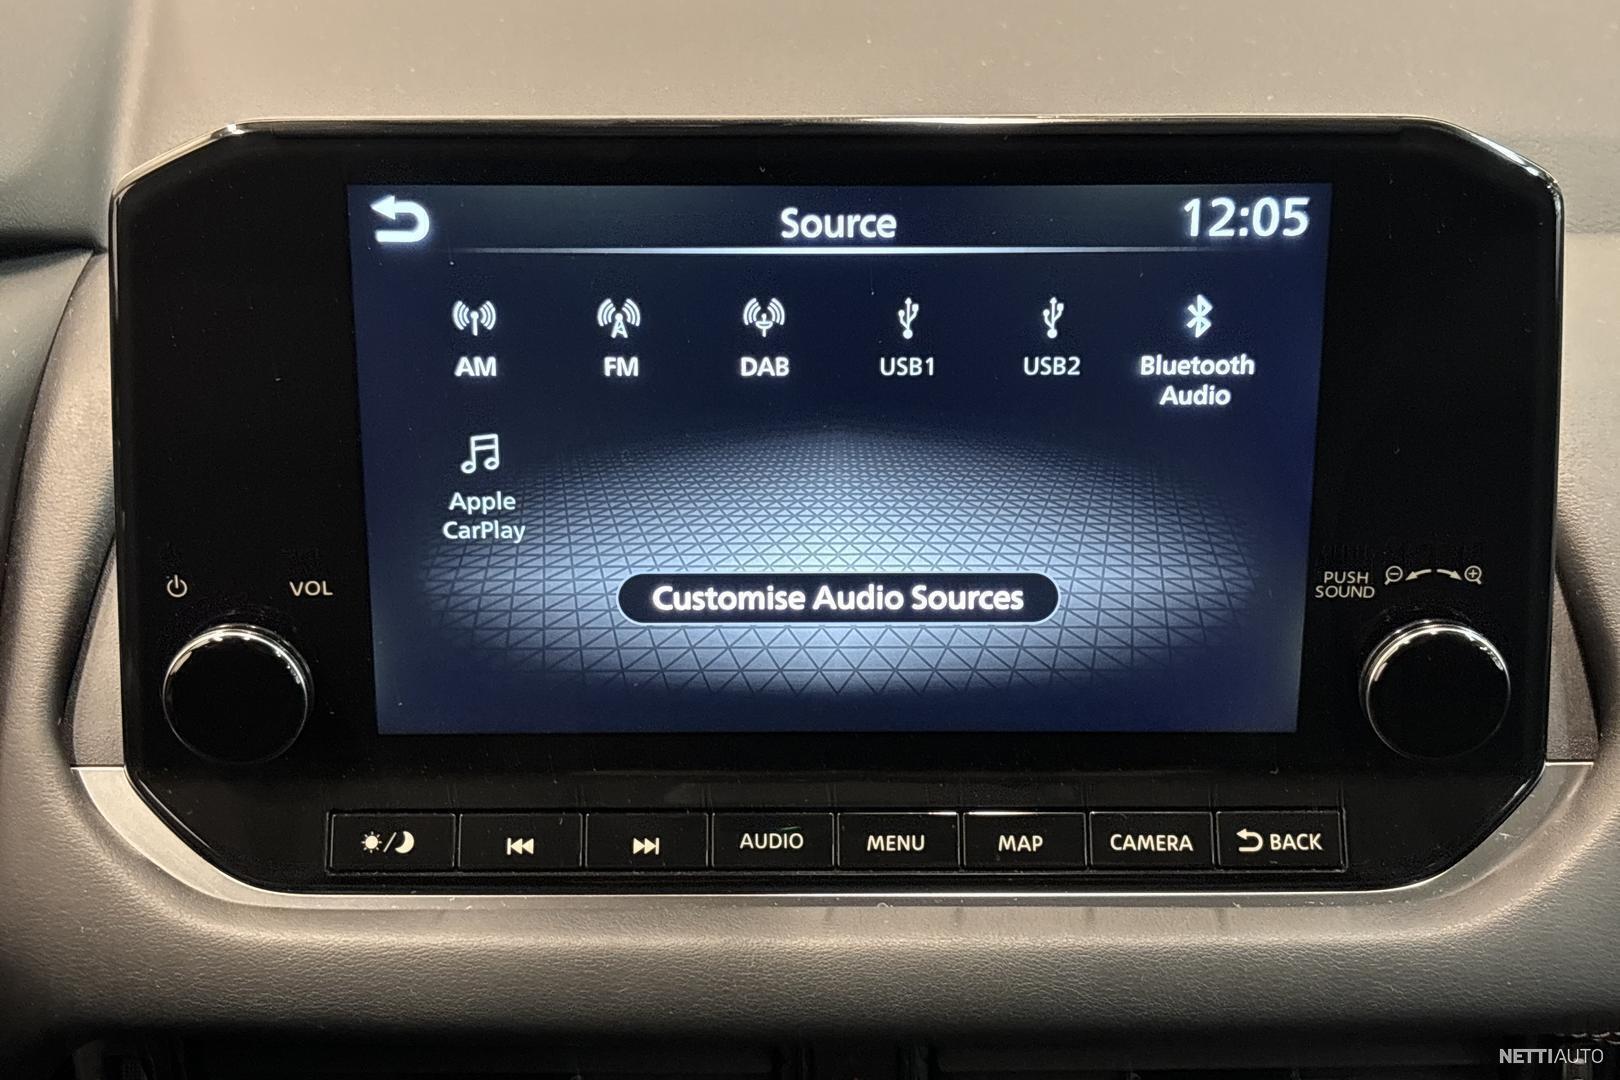 Source
12:05
AM
FM
DAB
USB1
USB2
Bluetooth
Audio
Apple
CarPlay
Customise Audio Sources
VOL
PUSH
SOUND
AUDIO
MENU
MAP
CAMERA
BACK
NETTIAUTO